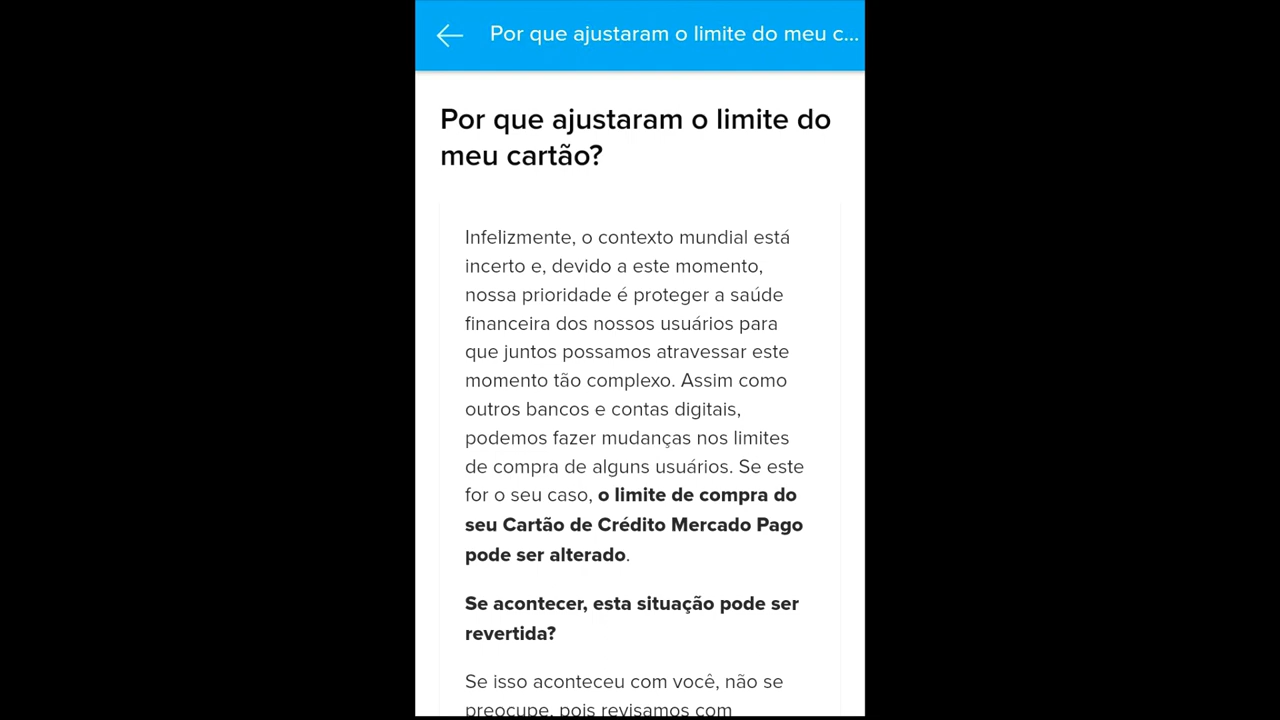 Por que ajustaram o limite do meu c...
Por que ajustaram o limite do
meu cartão?
Infelizmente, o contexto mundial está
incerto e, devido a este momento,
nossa prioridade é proteger a saúde
financeira dos nossos usuários para
que juntos possamos atravessar este
momento tão complexo. Assim como
outros bancos e contas digitais,
podemos fazer mudanças nos limites
de compra de alguns usuários. Se este
for o seu caso, o limite de compra do
seu Cartão de Crédito Mercado Pago
pode ser alterado.
Se acontecer, esta situação pode ser
revertida?
Se isso aconteceu com você, não se
preocupe, pois revisamos com